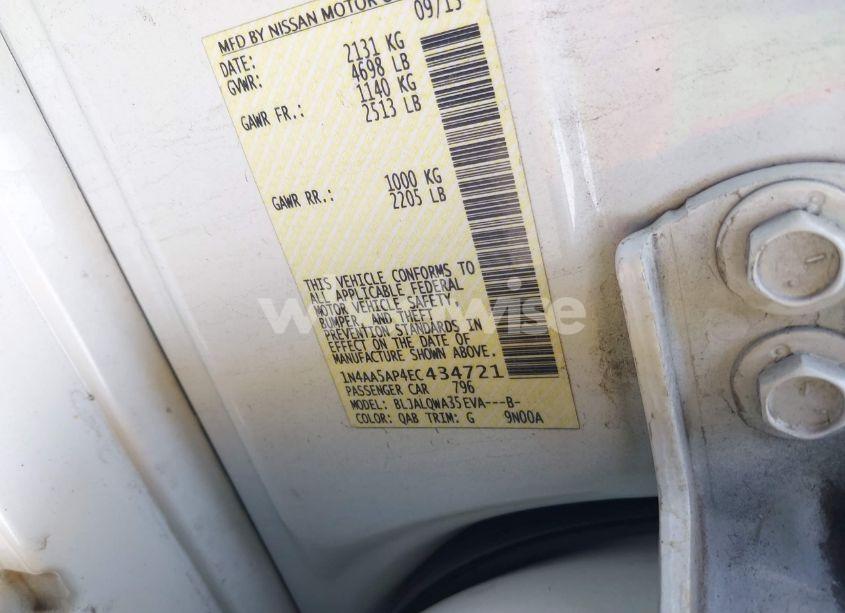 MFD BY NISSAN MOTOR
DATE: 09/13
GVWR: 2131 KG
4698 LB
GAWR FR.: 1140 KG
2513 LB
GAWR RR.: 1000 KG
2205 LB
THIS VEHICLE CONFORMS TO
ALL APPLICABLE FEDERAL
MOTOR VEHICLE SAFETY,
BUMPER, AND THEFT
PREVENTION STANDARDS IN
EFFECT ON THE DATE OF
MANUFACTURE SHOWN ABOVE.
1N4AA5AP4EC434721
PASSENGER CAR 796
MODEL: BLJALQWA35EVA---B-
COLOR: QAB TRIM: G 9N00A